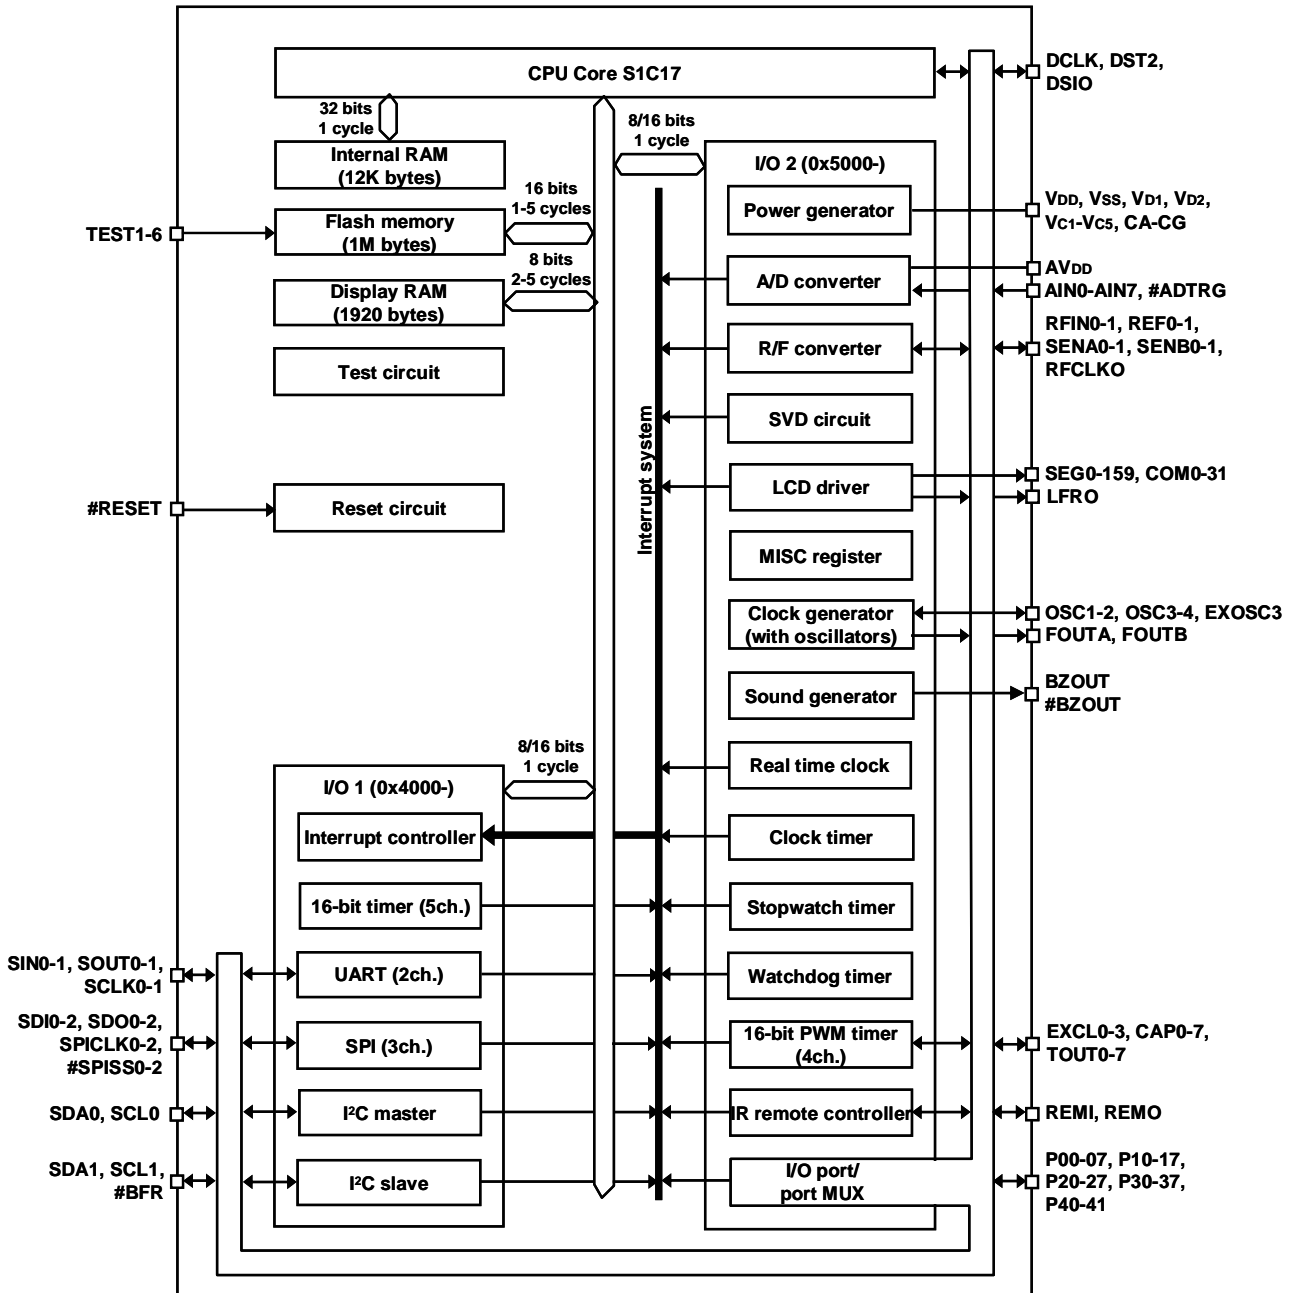 CPU Core S1C17
DCLK, DST2,
DSIO
32 bits
1 cycle
8/16 bits
1 cycle
Internal RAM
(12K bytes)
I/O 2 (0x5000-)
16 bits
1-5 cycles
Flash memory
(1M bytes)
TEST1-6
Power generator
VDD, VSS, VD1, VD2,
VC1-VC5, CA-CG
8 bits
2-5 cycles
Display RAM
(1920 bytes)
A/D converter
AVDD
AIN0-AIN7, #ADTRG
Test circuit
R/F converter
RFIN0-1, REF0-1,
SENA0-1, SENB0-1,
RFCLKO
SVD circuit
Interrupt system
LCD driver
SEG0-159, COM0-31
LFRO
#RESET
Reset circuit
MISC register
Clock generator
(with oscillators)
OSC1-2, OSC3-4, EXOSC3
FOUTA, FOUTB
Sound generator
BZOUT
#BZOUT
8/16 bits
1 cycle
Real time clock
I/O 1 (0x4000-)
Interrupt controller
Clock timer
16-bit timer (5ch.)
Stopwatch timer
SIN0-1, SOUT0-1,
SCLK0-1
UART (2ch.)
Watchdog timer
SDI0-2, SDO0-2,
SPICLK0-2,
#SPISS0-2
SPI (3ch.)
16-bit PWM timer
(4ch.)
EXCL0-3, CAP0-7,
TOUT0-7
SDA0, SCL0
I²C master
IR remote controller
REMI, REMO
SDA1, SCL1,
#BFR
I²C slave
I/O port/
port MUX
P00-07, P10-17,
P20-27, P30-37,
P40-41